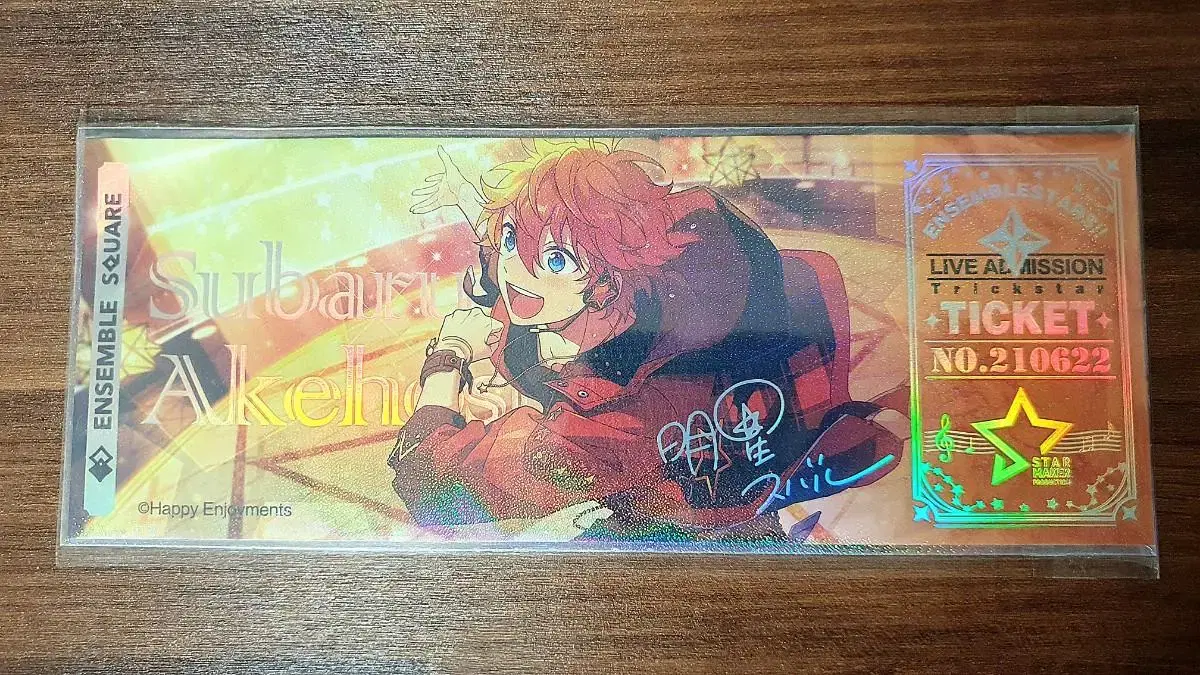 ENSEMBLE SQUARE
Subaru
Akehoshi
©Happy Enjoyments
明星
スバル
ENSEMBLESTARS!!
LIVE ADMISSION
Trickstar
TICKET
NO.210622
STAR
MAKER
PRODUCTION